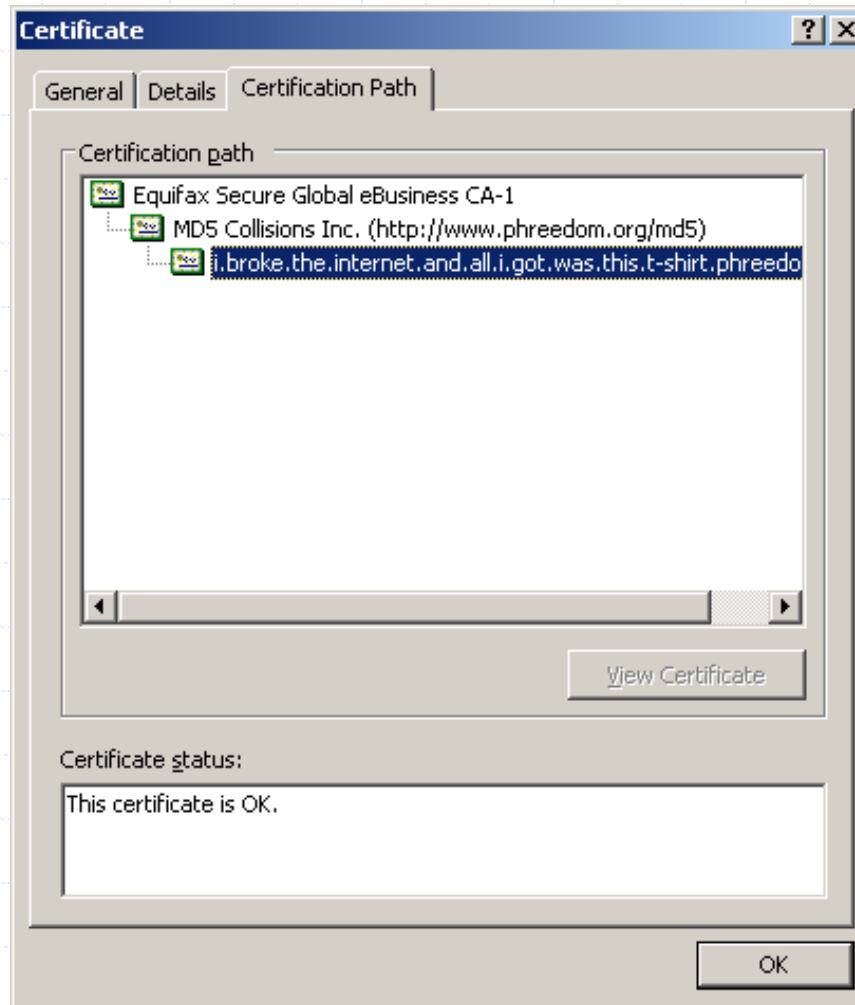 Certificate
General Details Certification Path
Certification path
Equifax Secure Global eBusiness CA-1
MD5 Collisions Inc. (http://www.phreedom.org/md5)
i.broke.the.internet.and.all.i.got.was.this.t-shirt.phreedo
View Certificate
Certificate status:
This certificate is OK.
OK